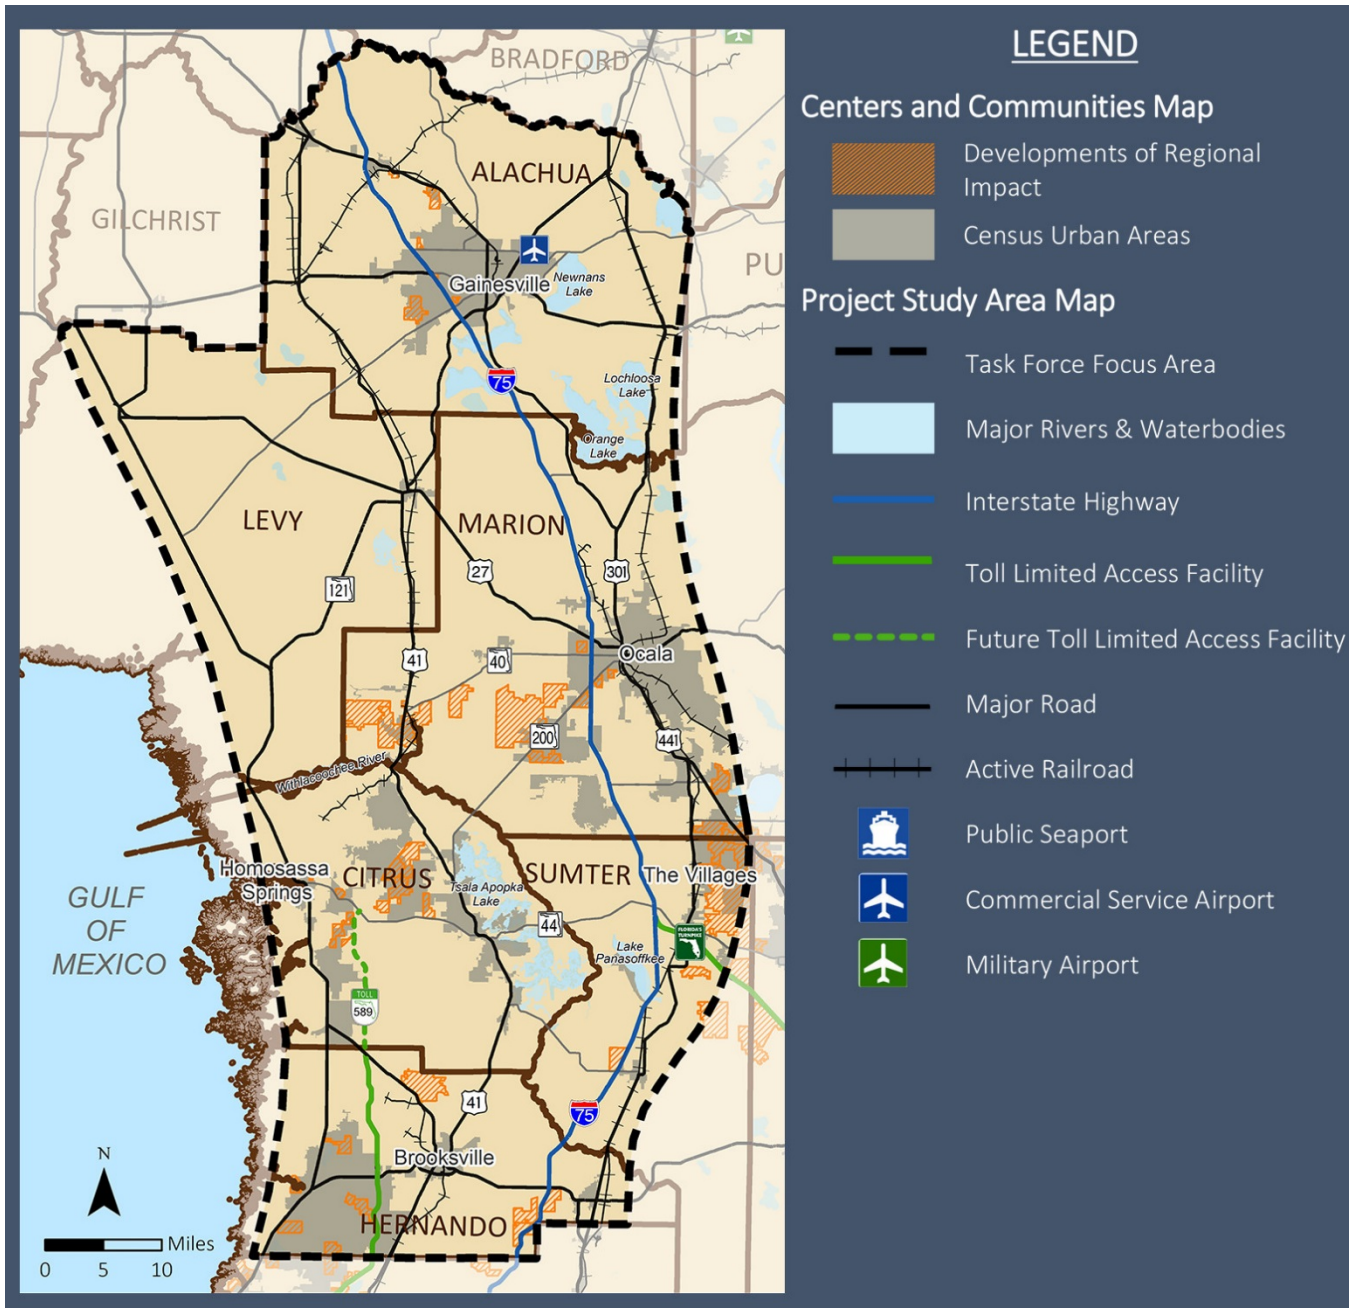 BRADFORD
ALACHUA
GILCHRIST
PU
Gainesville
Newnans
Lake
75
Lochloosa
Lake
Orange
Lake
LEVY
MARION
27
301
121
41
40
Ocala
200
441
Withlacoochee River
Homosassa
Springs
CITRUS
Tsala Apopka
Lake
SUMTER
The Villages
GULF
OF
MEXICO
44
Lake
Panasoffkee
FLORIDA'S
TURNPIKE
TOLL
589
41
75
Brooksville
HERNANDO
N
Miles
0 5 10
LEGEND
Centers and Communities Map
Developments of Regional
Impact
Census Urban Areas
Project Study Area Map
Task Force Focus Area
Major Rivers & Waterbodies
Interstate Highway
Toll Limited Access Facility
Future Toll Limited Access Facility
Major Road
Active Railroad
Public Seaport
Commercial Service Airport
Military Airport